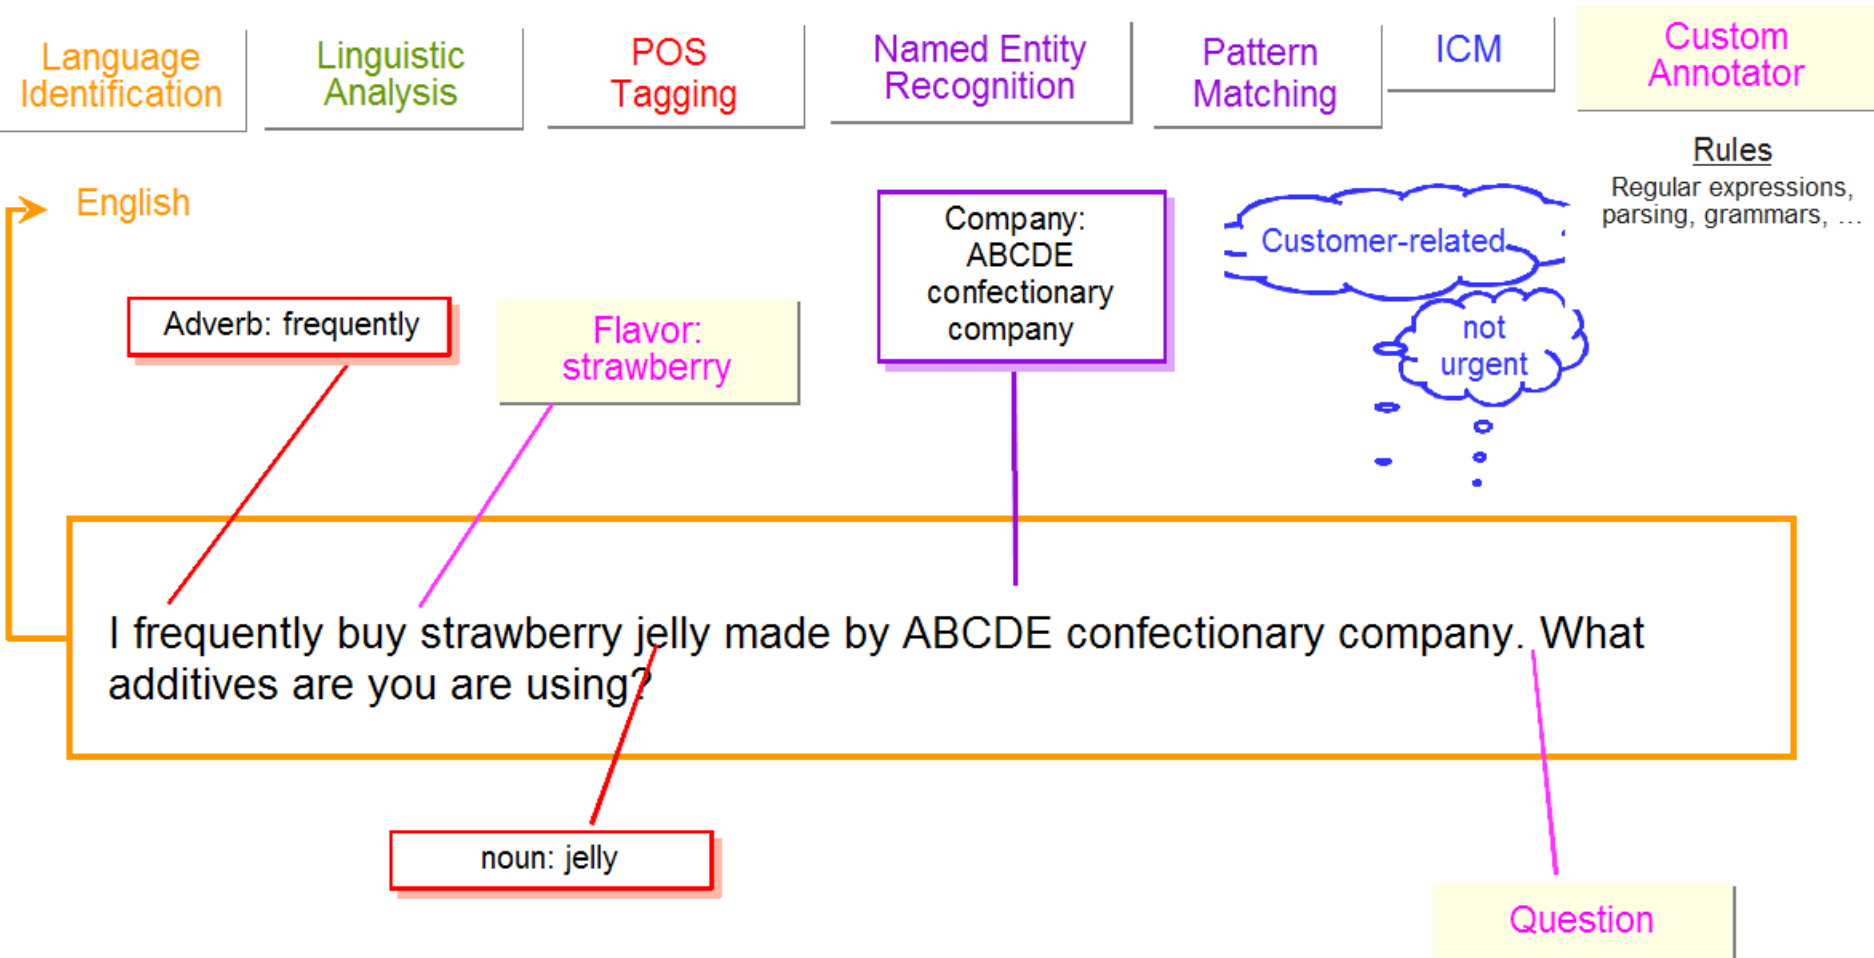 Language
Identification
Linguistic
Analysis
POS
Tagging
Named Entity
Recognition
Pattern
Matching
ICM
Custom
Annotator
Rules
Regular expressions,
parsing, grammars, …
English
Adverb: frequently
Flavor:
strawberry
Company:
ABCDE
confectionary
company
Customer-related
not
urgent
I frequently buy strawberry jelly made by ABCDE confectionary company. What
additives are you are using?
noun: jelly
Question